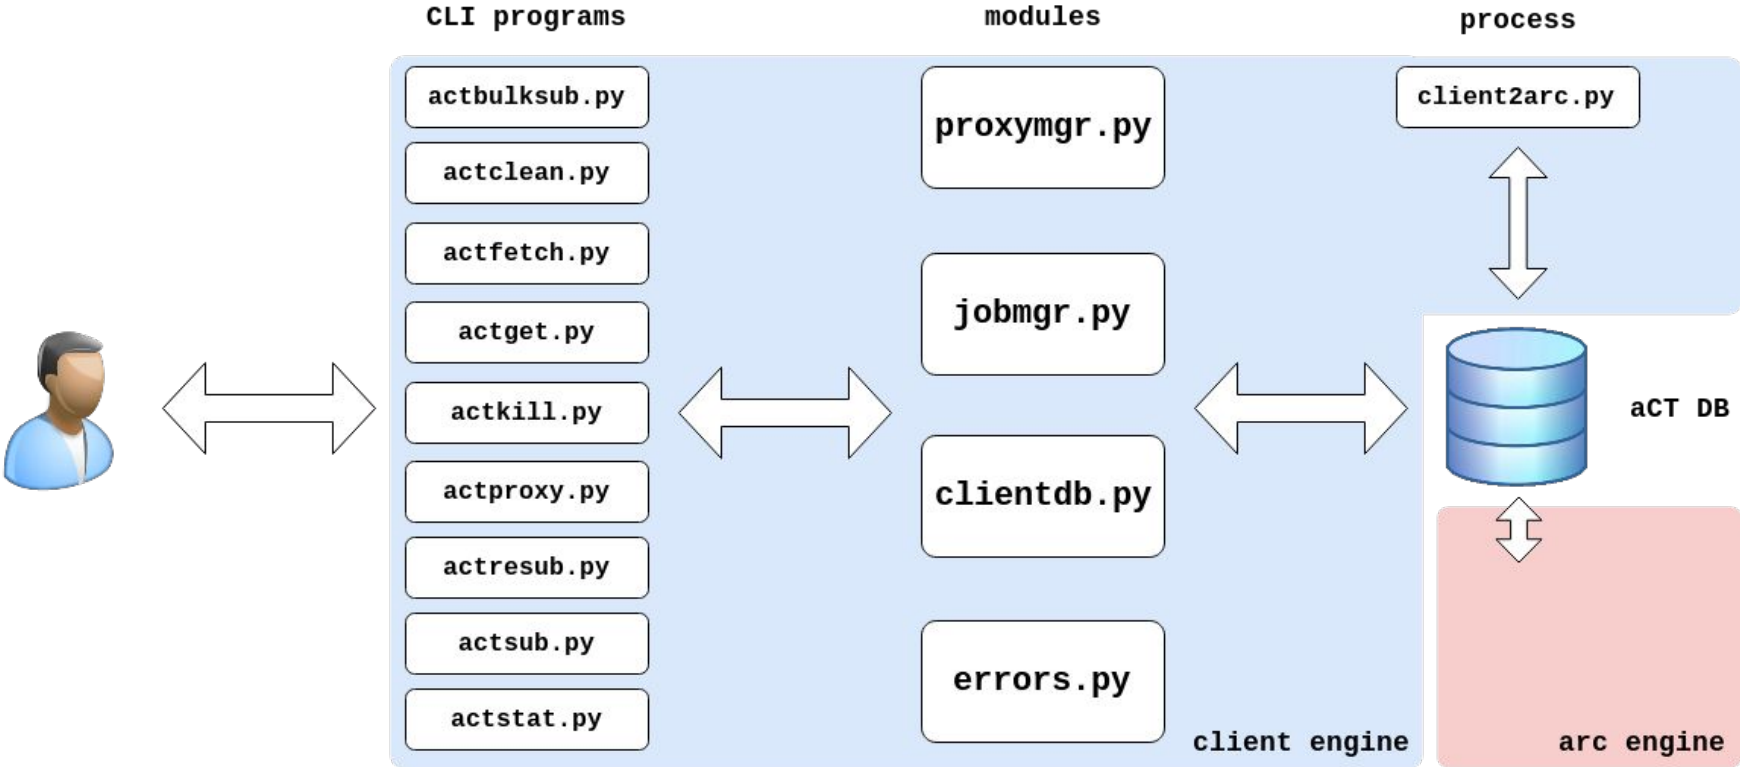 CLI programs
modules
process
actbulksub.py
actclean.py
actfetch.py
actget.py
actkill.py
actproxy.py
actresub.py
actsub.py
actstat.py
proxymgr.py
jobmgr.py
clientdb.py
errors.py
client2arc.py
aCT DB
client engine
arc engine